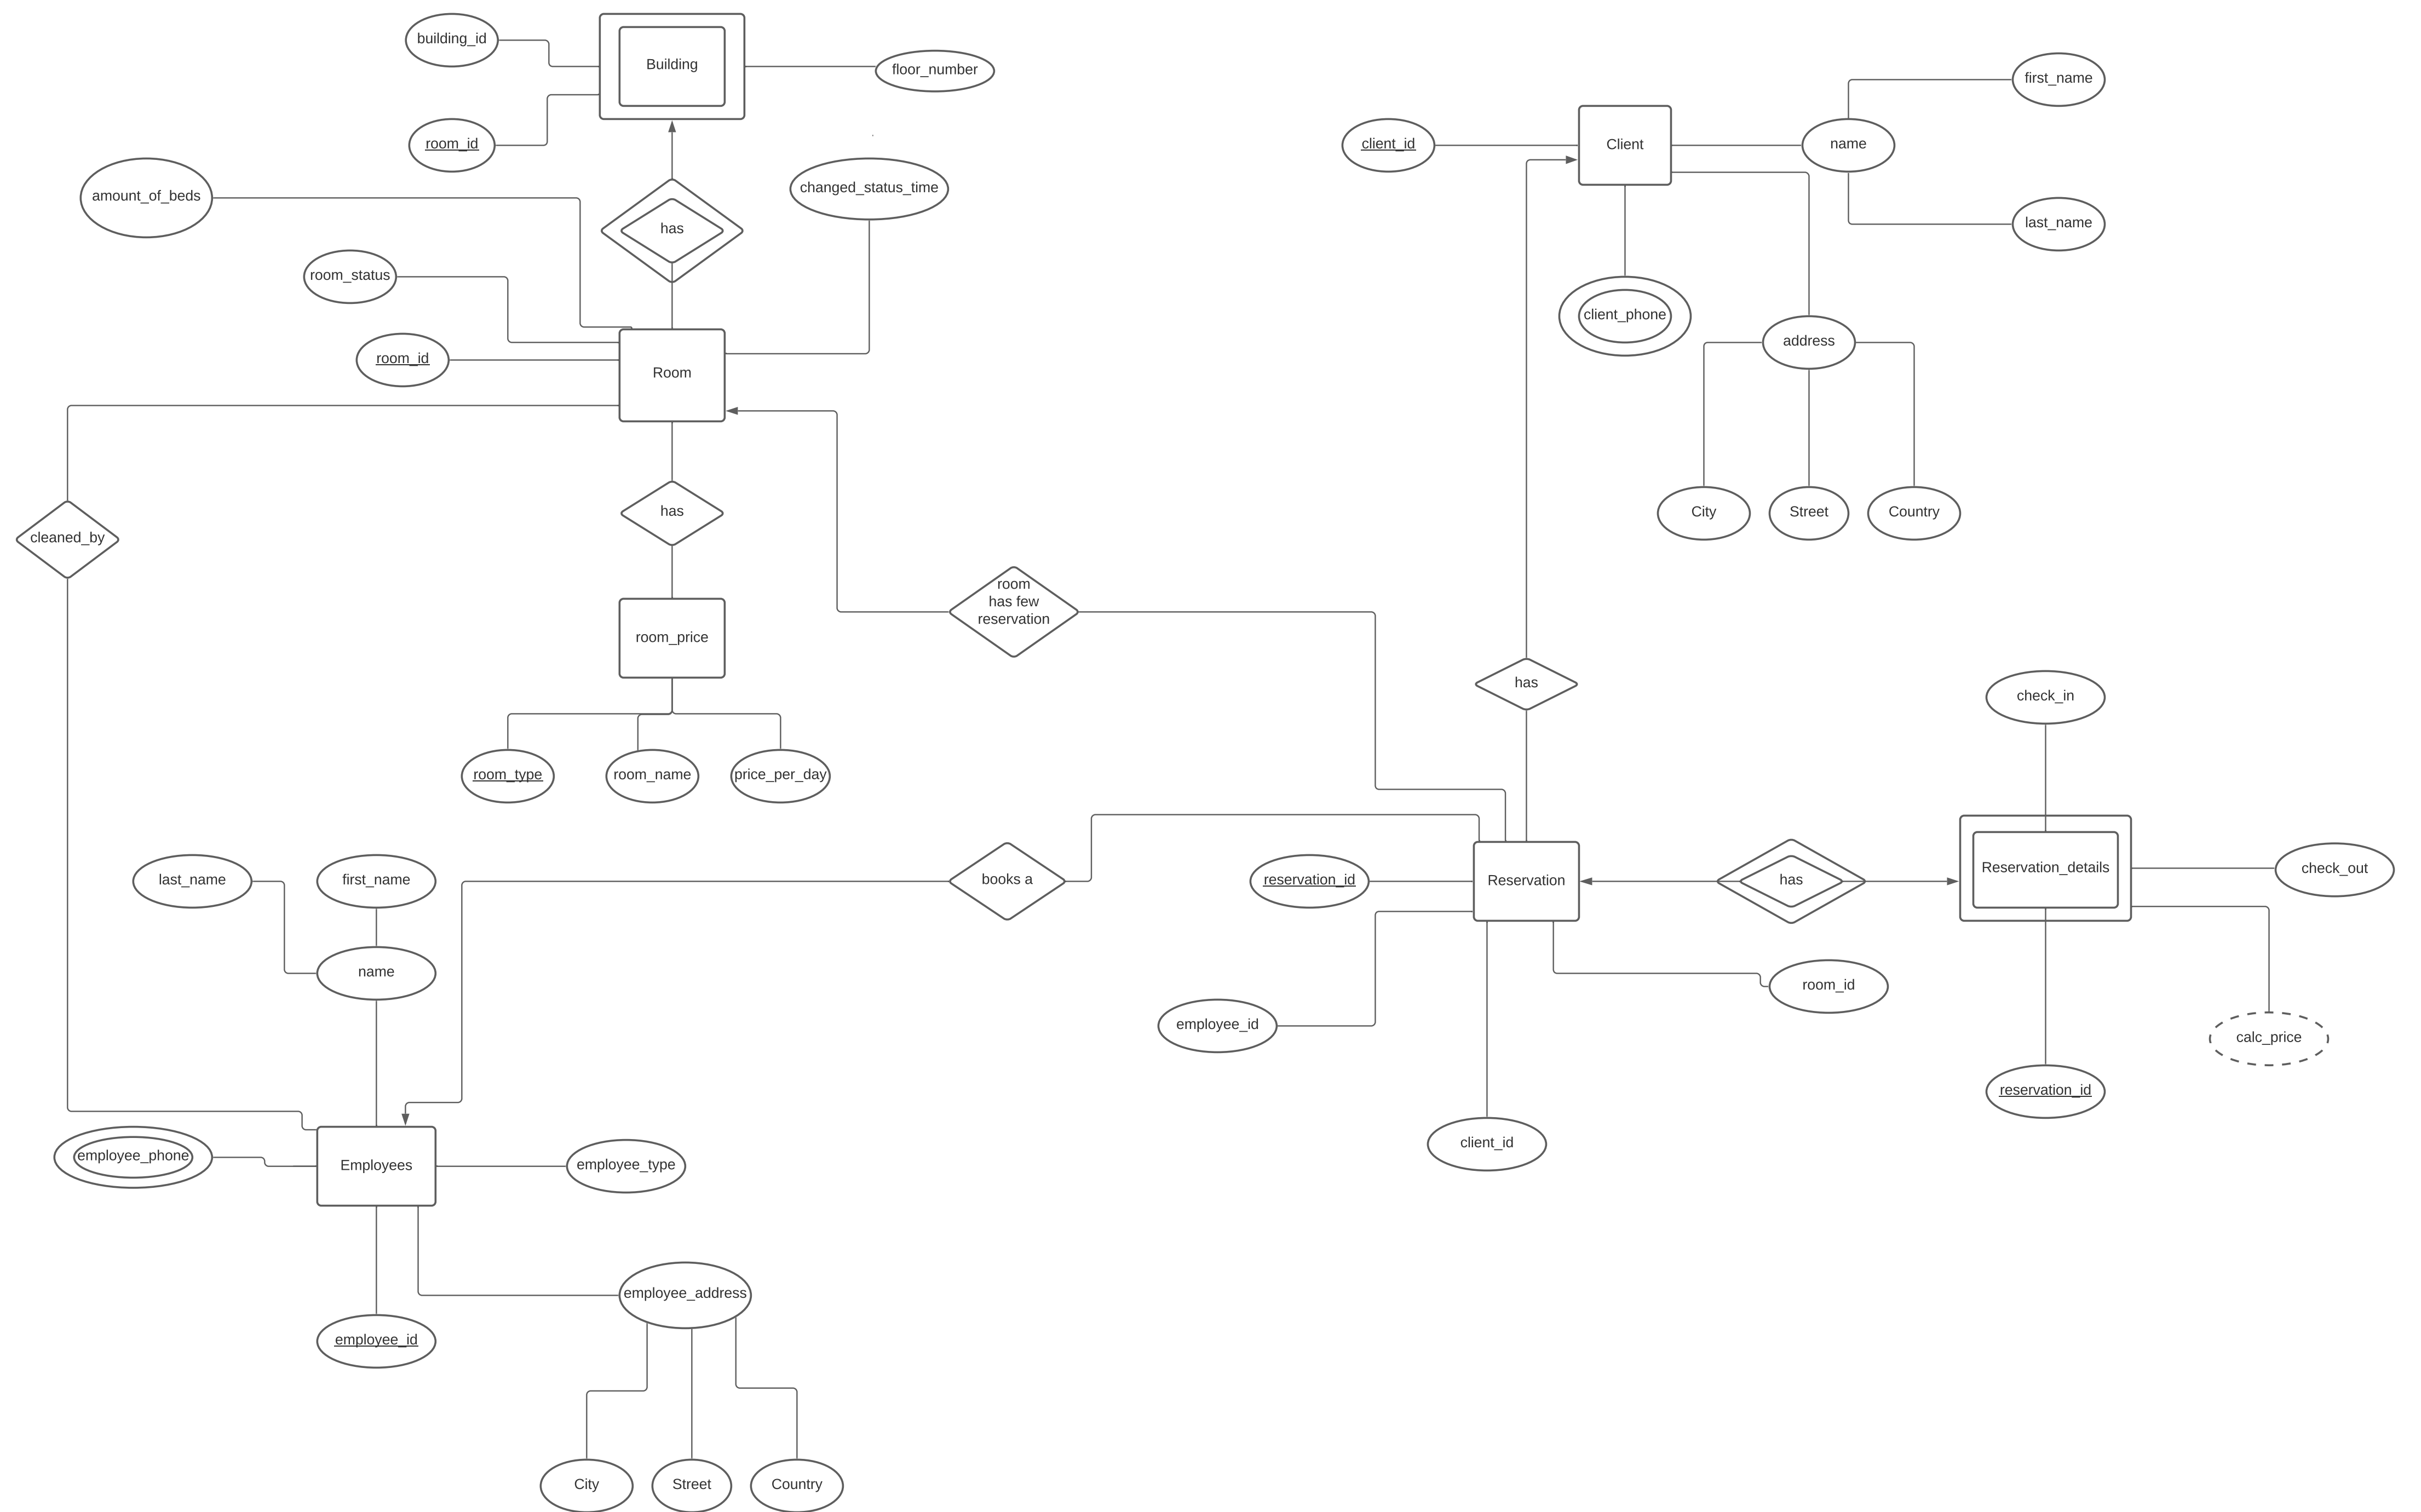 building_id
Building
floor_number
room_id
amount_of_beds
has
changed_status_time
room_status
room_id
Room
cleaned_by
has
room_price
room_type
room_name
price_per_day
room
has few
reservation
first_name
client_id
Client
name
last_name
client_phone
address
City
Street
Country
has
check_in
last_name
first_name
books a
reservation_id
Reservation
has
Reservation_details
check_out
name
room_id
employee_id
calc_price
reservation_id
client_id
employee_phone
Employees
employee_type
employee_address
employee_id
City
Street
Country